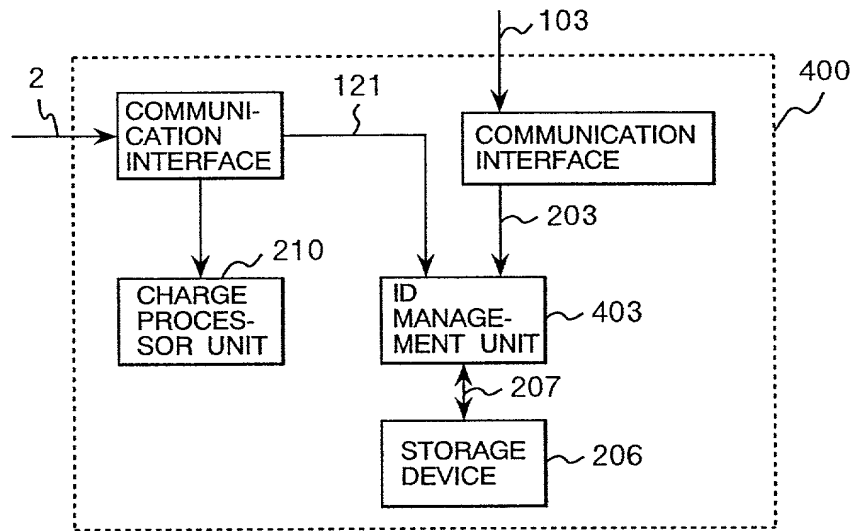 103
2
121
400
COMMUNI-
CATION
INTERFACE
COMMUNICATION
INTERFACE
203
210
CHARGE
PROCES-
SOR UNIT
ID
MANAGE-
MENT UNIT
403
207
STORAGE
DEVICE
206